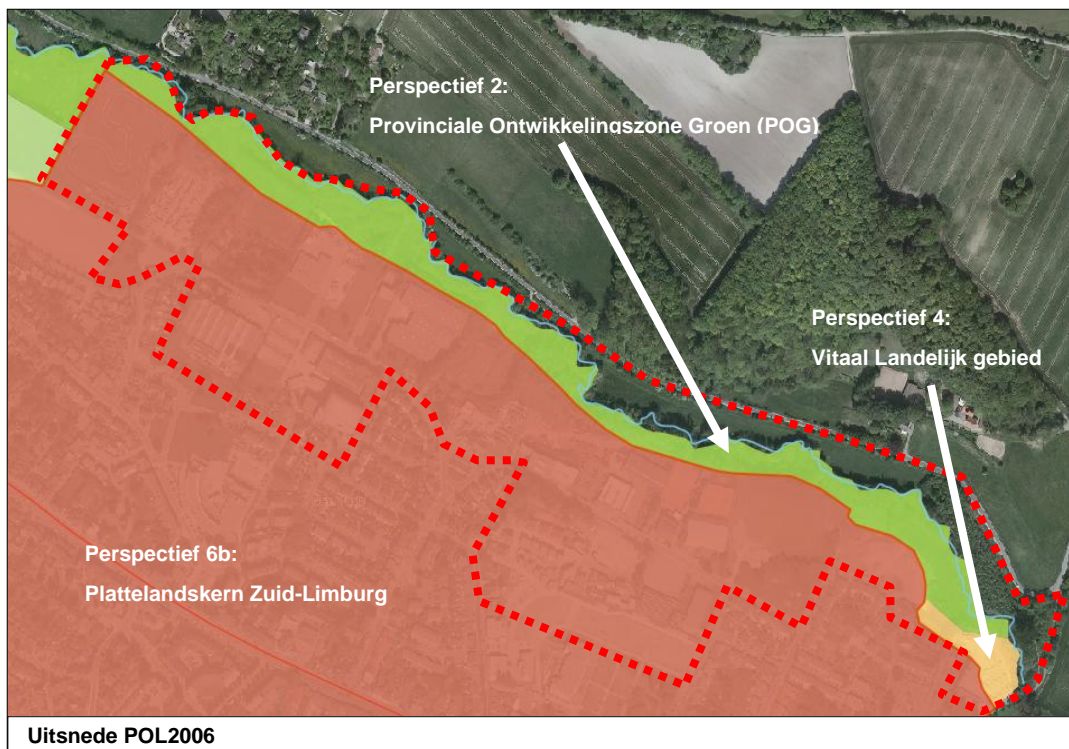 Perspectief 2:
Provinciale Ontwikkelingszone Groen (POG)
Perspectief 4:
Vitaal Landelijk gebied
Perspectief 6b:
Plattelandskern Zuid-Limburg
Uitsnede POL2006